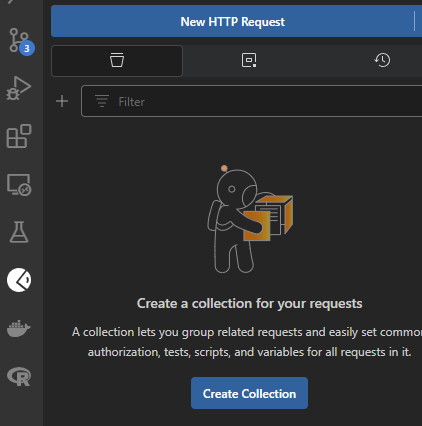 New HTTP Request
3
Filter
Create a collection for your requests
A collection lets you group related requests and easily set common
authorization, tests, scripts, and variables for all requests in it.
Create Collection
R